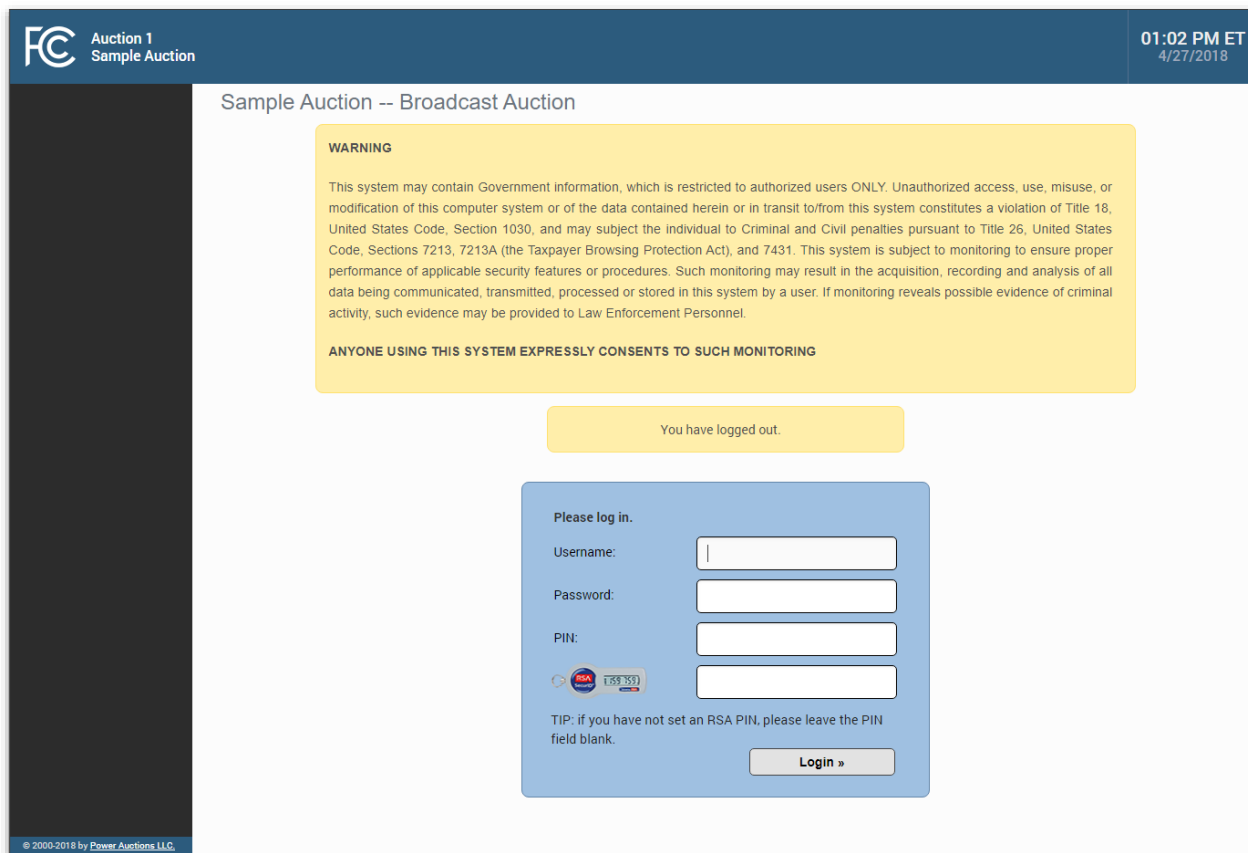 FCC
Auction 1
Sample Auction
01:02 PM ET
4/27/2018
Sample Auction -- Broadcast Auction
WARNING
This system may contain Government information, which is restricted to authorized users ONLY. Unauthorized access, use, misuse, or
modification of this computer system or of the data contained herein or in transit to/from this system constitutes a violation of Title 18,
United States Code, Section 1030, and may subject the individual to Criminal and Civil penalties pursuant to Title 26, United States
Code, Sections 7213, 7213A (the Taxpayer Browsing Protection Act), and 7431. This system is subject to monitoring to ensure proper
performance of applicable security features or procedures. Such monitoring may result in the acquisition, recording and analysis of all
data being communicated, transmitted, processed or stored in this system by a user. If monitoring reveals possible evidence of criminal
activity, such evidence may be provided to Law Enforcement Personnel.
ANYONE USING THIS SYSTEM EXPRESSLY CONSENTS TO SUCH MONITORING
You have logged out.
Please log in.
Username:
Password:
PIN:
RSA
SecurID
159 759
TIP: if you have not set an RSA PIN, please leave the PIN
field blank.
Login »
© 2000-2018 by Power Auctions LLC.